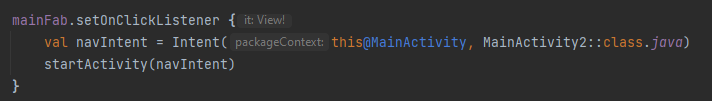 mainFab.setOnClickListener { it: View!
val navIntent = Intent( packageContext: this@MainActivity, MainActivity2::class.java)
startActivity(navIntent)
}